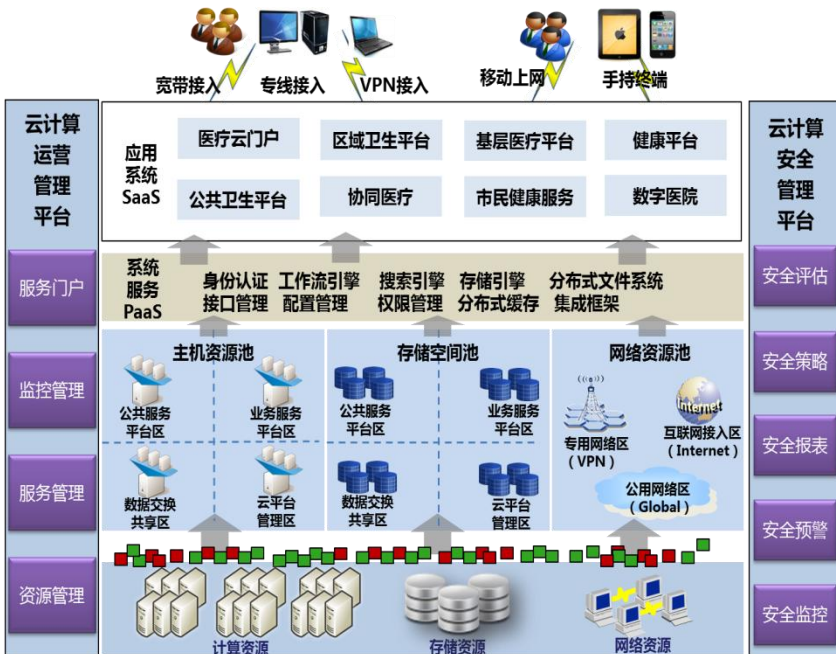 宽带接入 专线接入 VPN接入 移动上网 手持终端
云计算
运营
管理
平台
服务门户
监控管理
服务管理
资源管理
应用
系统
SaaS
医疗云门户 区域卫生平台 基层医疗平台 健康平台
公共卫生平台 协同医疗 市民健康服务 数字医院
系统
服务
PaaS
身份认证 工作流引擎 搜索引擎 存储引擎 分布式文件系统
接口管理 配置管理 权限管理 分布式缓存 集成框架
主机资源池
公共服务
平台区
业务服务
平台区
数据交换
共享区
云平台
管理区
存储空间池
公共服务
平台区
业务服务
平台区
数据交换
共享区
云平台
管理区
网络资源池
专用网络区
（VPN）
Internet
互联网接入区
（Internet）
公用网络区
（Global）
计算资源 存储资源 网络资源
云计算
安全
管理
平台
安全评估
安全策略
安全报表
安全预警
安全监控